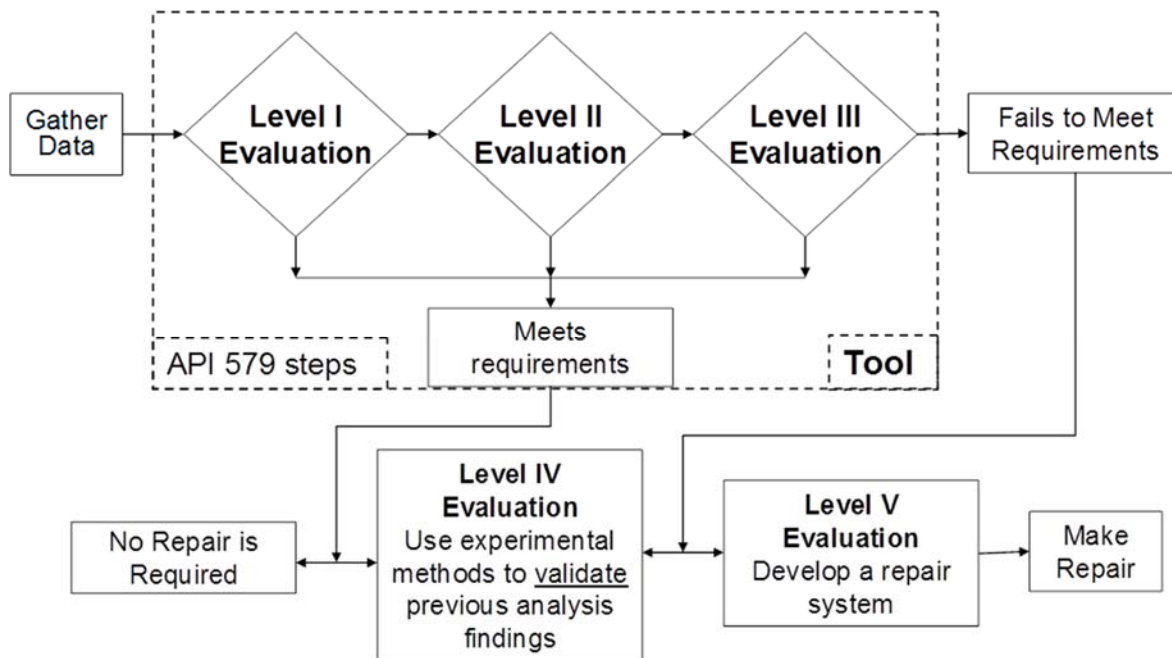 Gather
Data
Level I
Evaluation
Level II
Evaluation
Level III
Evaluation
Fails to Meet
Requirements
Meets
requirements
API 579 steps
Tool
No Repair is
Required
Level IV
Evaluation
Use experimental
methods to validate
previous analysis
findings
Level V
Evaluation
Develop a repair
system
Make
Repair